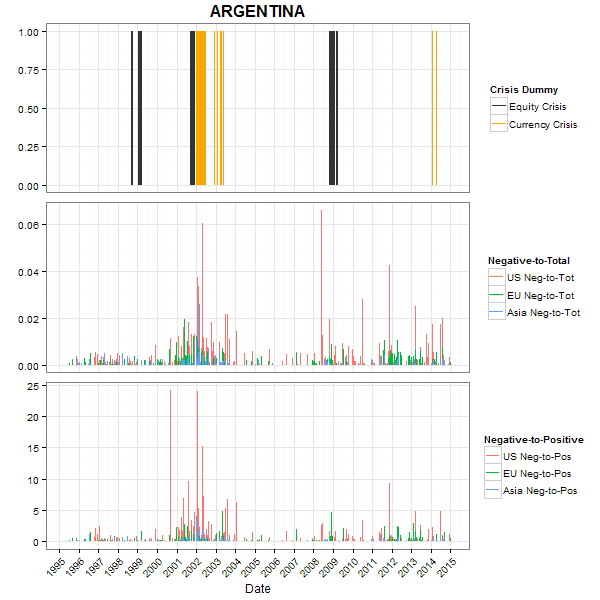 ARGENTINA
1.00
0.75
0.50
0.25
0.00
Crisis Dummy
Equity Crisis
Currency Crisis
0.06
0.04
0.02
0.00
Negative-to-Total
US Neg-to-Tot
EU Neg-to-Tot
Asia Neg-to-Tot
25
20
15
10
5
0
Negative-to-Positive
US Neg-to-Pos
EU Neg-to-Pos
Asia Neg-to-Pos
1995 1996 1997 1998 1999 2000 2001 2002 2003 2004 2005 2006 2007 2008 2009 2010 2011 2012 2013 2014 2015
Date